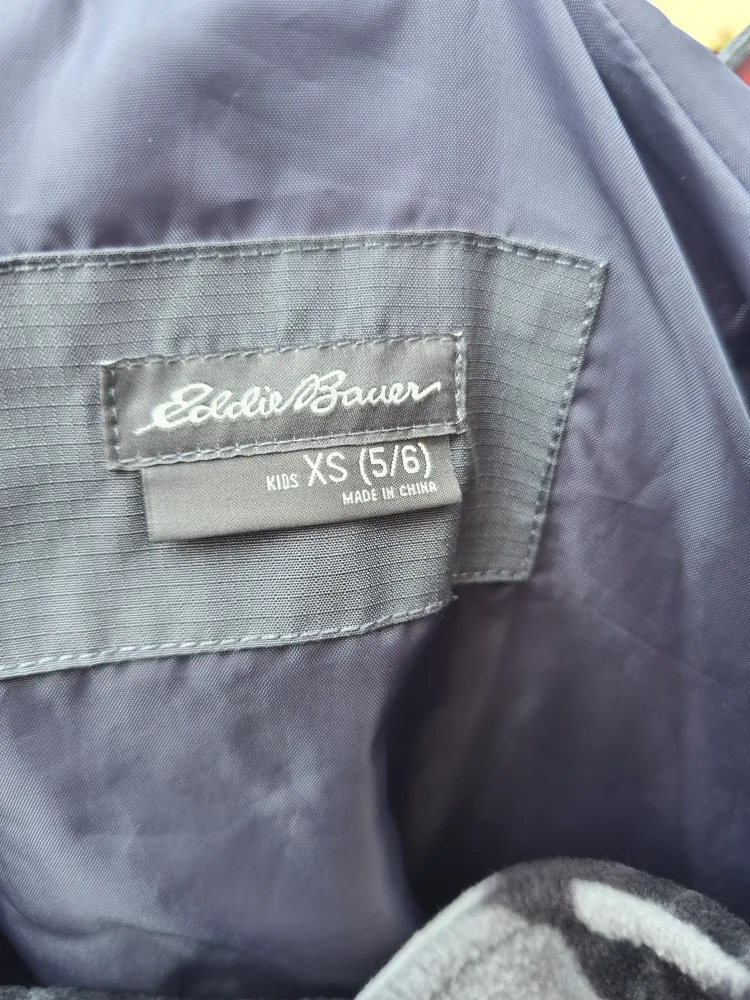 Eddie Bauer
KIDS XS (5/6)
MADE IN CHINA